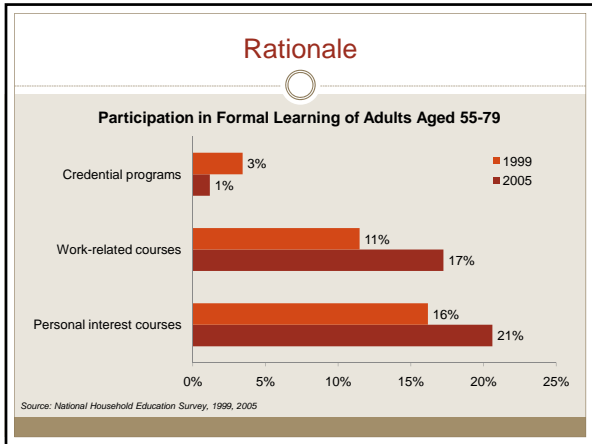 Rationale
Participation in Formal Learning of Adults Aged 55-79
Credential programs
3%
1%
1999
2005
Work-related courses
11%
17%
Personal interest courses
16%
21%
0% 5% 10% 15% 20% 25%
Source: National Household Education Survey, 1999, 2005